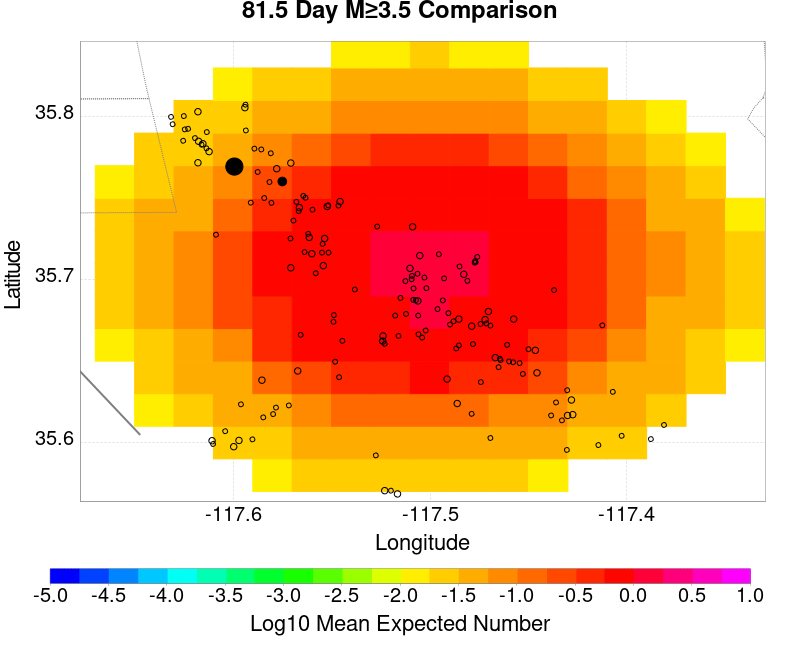 81.5 Day M≥3.5 Comparison
35.8
35.7
35.6
Latitude
-117.6 -117.5 -117.4
Longitude
-5.0 -4.5 -4.0 -3.5 -3.0 -2.5 -2.0 -1.5 -1.0 -0.5 0.0 0.5 1.0
Log10 Mean Expected Number